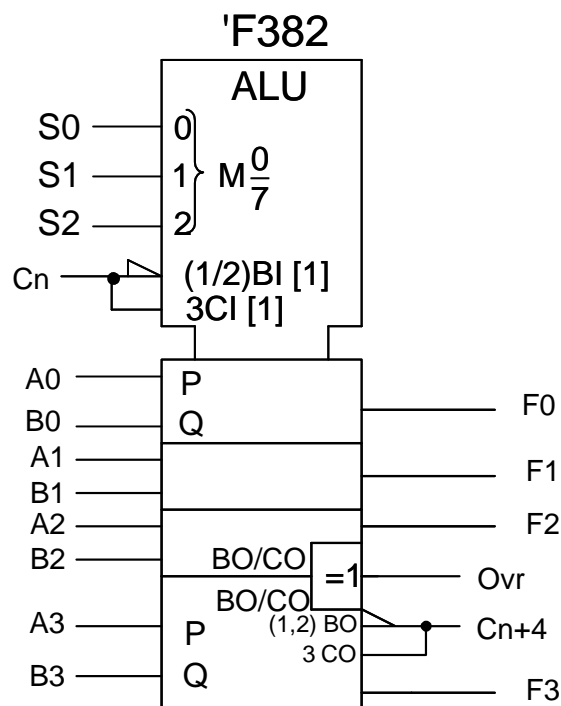 'F382
ALU
S0 0
S1 1 M 0/7
S2 2
Cn (1/2)BI [1]
3CI [1]
A0 P
B0 Q F0
A1
B1 F1
A2 F2
B2 BO/CO =1 Ovr
BO/CO
A3 P (1,2) BO Cn+4
3 CO
B3 Q F3